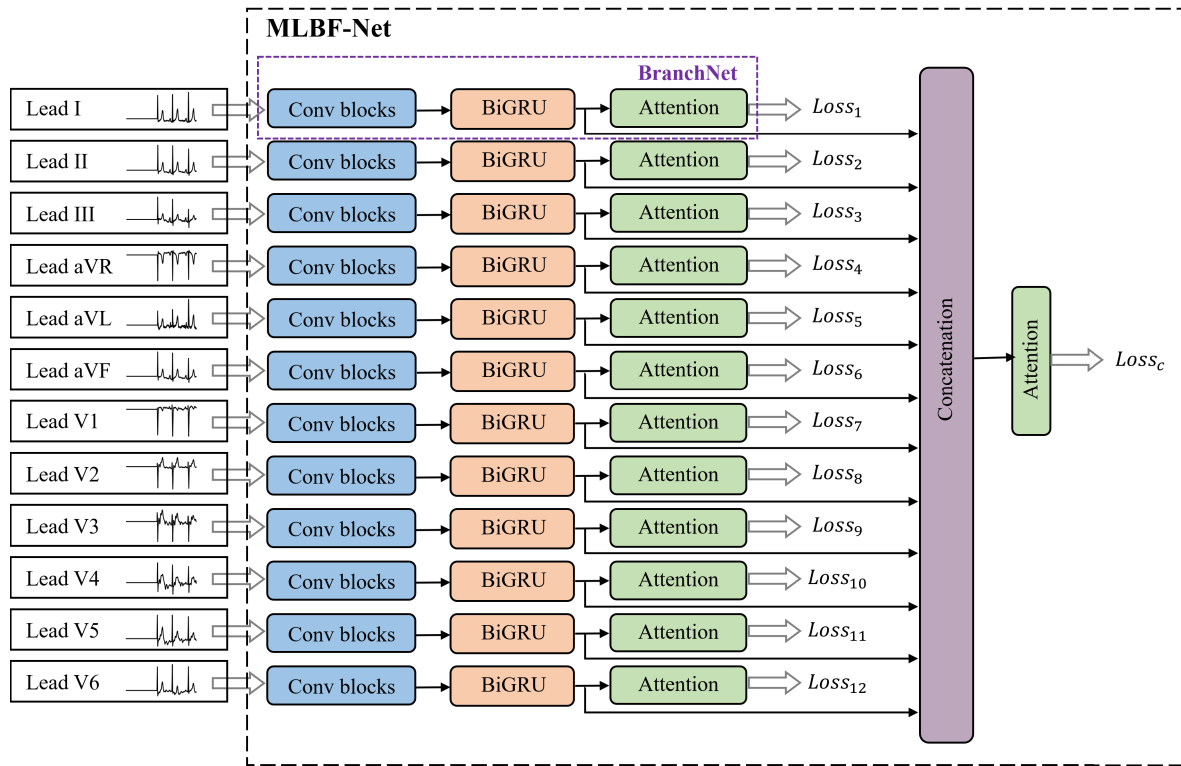 MLBF-Net
BranchNet
Lead I Conv blocks BiGRU Attention Loss₁
Lead II Conv blocks BiGRU Attention Loss₂
Lead III Conv blocks BiGRU Attention Loss₃
Lead aVR Conv blocks BiGRU Attention Loss₄
Lead aVL Conv blocks BiGRU Attention Loss₅
Lead aVF Conv blocks BiGRU Attention Loss₆
Lead V1 Conv blocks BiGRU Attention Loss₇
Lead V2 Conv blocks BiGRU Attention Loss₈
Lead V3 Conv blocks BiGRU Attention Loss₉
Lead V4 Conv blocks BiGRU Attention Loss₁₀
Lead V5 Conv blocks BiGRU Attention Loss₁₁
Lead V6 Conv blocks BiGRU Attention Loss₁₂
Concatenation
Attention
Loss𝑐